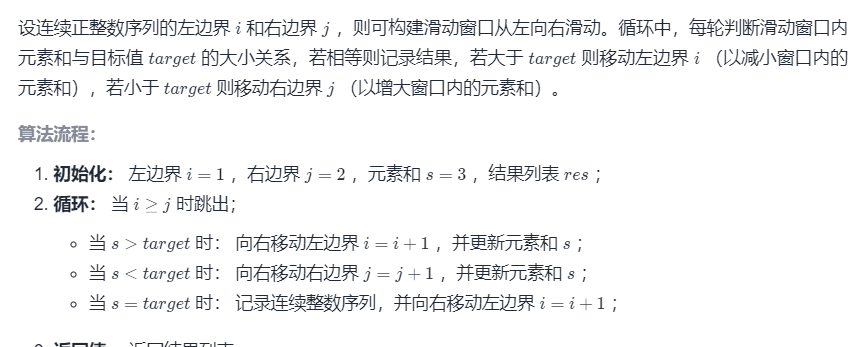 设连续正整数序列的左边界 i 和右边界 j ，则可构建滑动窗口从左向右滑动。循环中，每轮判断滑动窗口内
元素和与目标值 target 的大小关系，若相等则记录结果，若大于 target 则移动左边界 i （以减小窗口内的
元素和），若小于 target 则移动右边界 j （以增大窗口内的元素和）。
算法流程：
1. 初始化： 左边界 i = 1 ，右边界 j = 2 ，元素和 s = 3 ，结果列表 res ；
2. 循环： 当 i ≥ j 时跳出；
◦ 当 s > target 时： 向右移动左边界 i = i + 1 ，并更新元素和 s ；
◦ 当 s < target 时： 向右移动右边界 j = j + 1 ，并更新元素和 s ；
◦ 当 s = target 时： 记录连续整数序列，并向右移动左边界 i = i + 1 ；